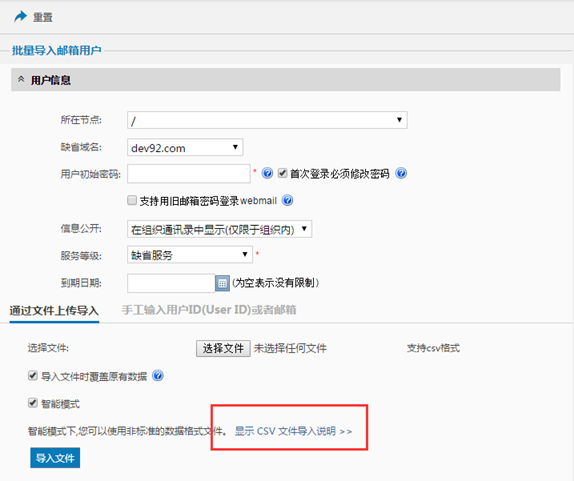 重置
批量导入邮箱用户
用户信息
所在节点: /
缺省域名: dev92.com
用户初始密码: * 首次登录必须修改密码
支持用旧邮箱密码登录webmail
信息公开: 在组织通讯录中显示(仅限于组织内)
服务等级: 缺省服务 *
到期日期: (为空表示没有限制)
通过文件上传导入 手工输入用户ID(User ID)或者邮箱
选择文件: 选择文件 未选择任何文件 支持csv格式
导入文件时覆盖原有数据
智能模式
智能模式下,您可以使用非标准的数据格式文件。 显示 CSV 文件导入说明 >>
导入文件